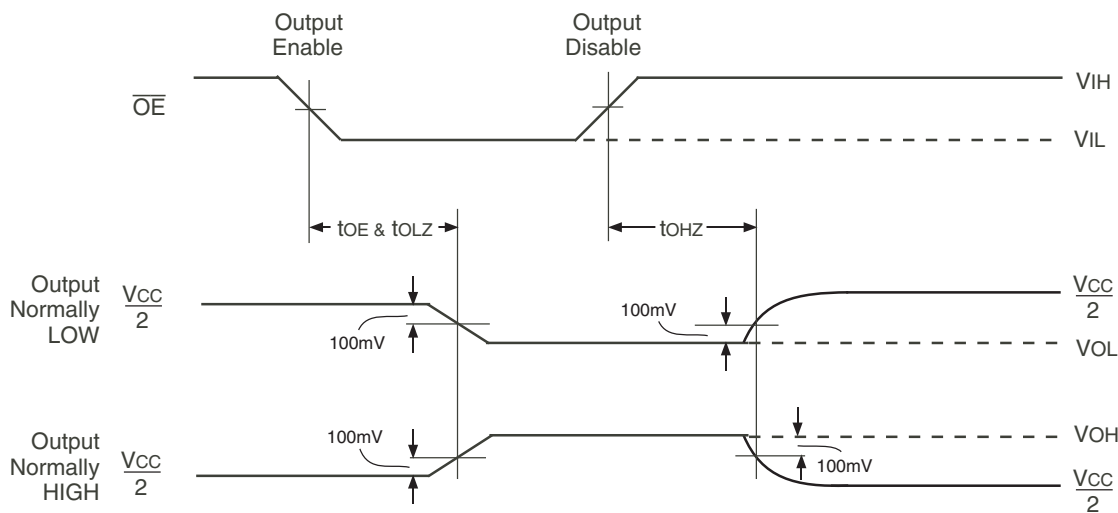 Output
Enable
Output
Disable
OE
VIH
VIL
tOE & tOLZ
tOHZ
Output
Normally
LOW
VCC
2
100mV
100mV
VCC
2
VOL
Output
Normally
HIGH
VCC
2
100mV
100mV
VOH
VCC
2